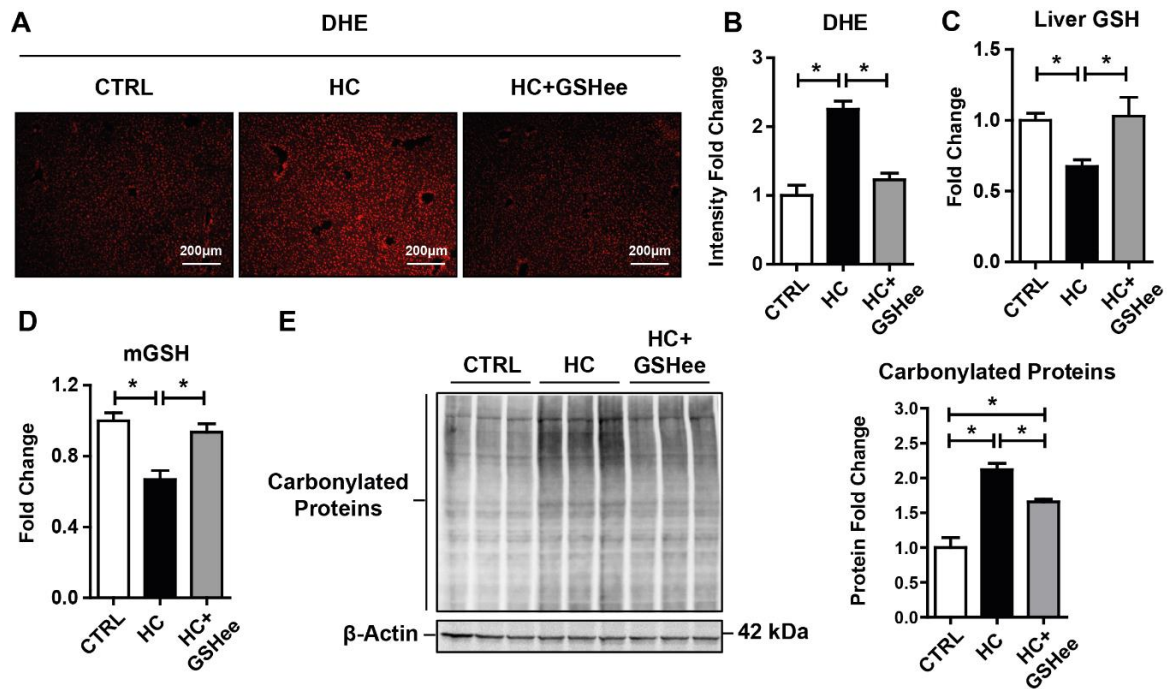 A
DHE
CTRL
HC
HC+GSHee
200µm
200µm
200µm
B
DHE
Intensity Fold Change
3
2
1
0
*
*
CTRL
HC
HC+
GSHee
C
Liver GSH
Fold Change
1.5
1.0
0.5
0.0
*
*
CTRL
HC
HC+
GSHee
D
mGSH
Fold Change
1.2
0.8
0.4
0.0
*
*
CTRL
HC
HC+
GSHee
E
CTRL
HC
HC+
GSHee
Carbonylated
Proteins
β-Actin
42 kDa
Carbonylated Proteins
Protein Fold Change
3.0
2.5
2.0
1.5
1.0
0.5
0.0
*
*
*
CTRL
HC
HC+
GSHee